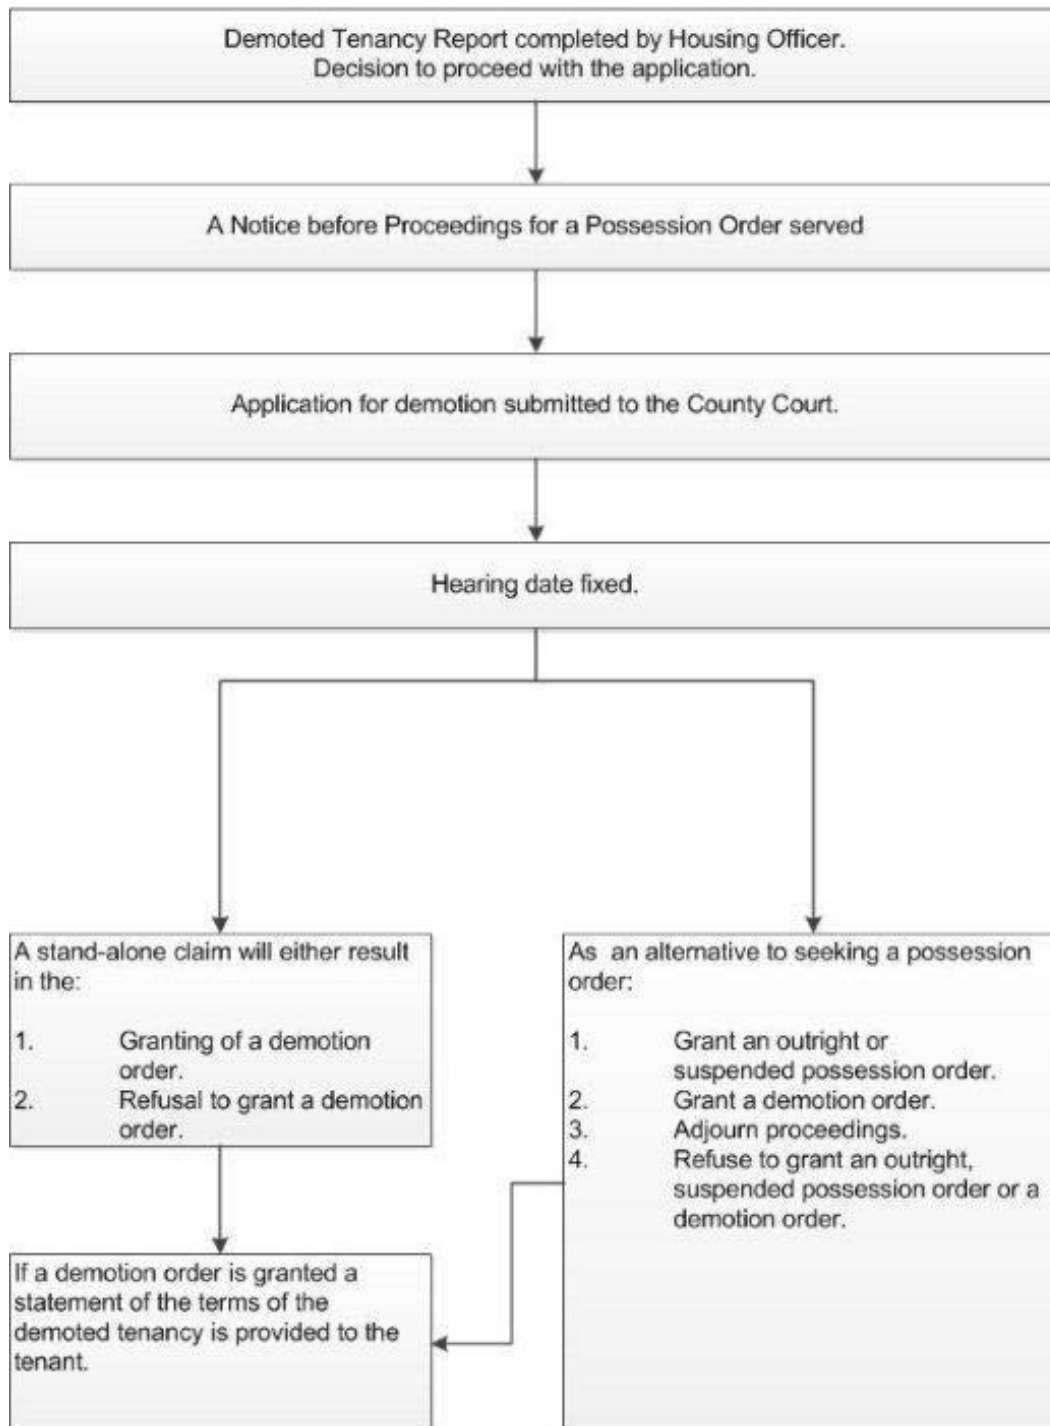 Demoted Tenancy Report completed by Housing Officer.
Decision to proceed with the application.
A Notice before Proceedings for a Possession Order served
Application for demotion submitted to the County Court.
Hearing date fixed.
A stand-alone claim will either result
in the:
1. Granting of a demotion
order.
2. Refusal to grant a demotion
order.
As an alternative to seeking a possession
order:
1. Grant an outright or
suspended possession order.
2. Grant a demotion order.
3. Adjourn proceedings.
4. Refuse to grant an outright,
suspended possession order or a
demotion order.
If a demotion order is granted a
statement of the terms of the
demoted tenancy is provided to the
tenant.